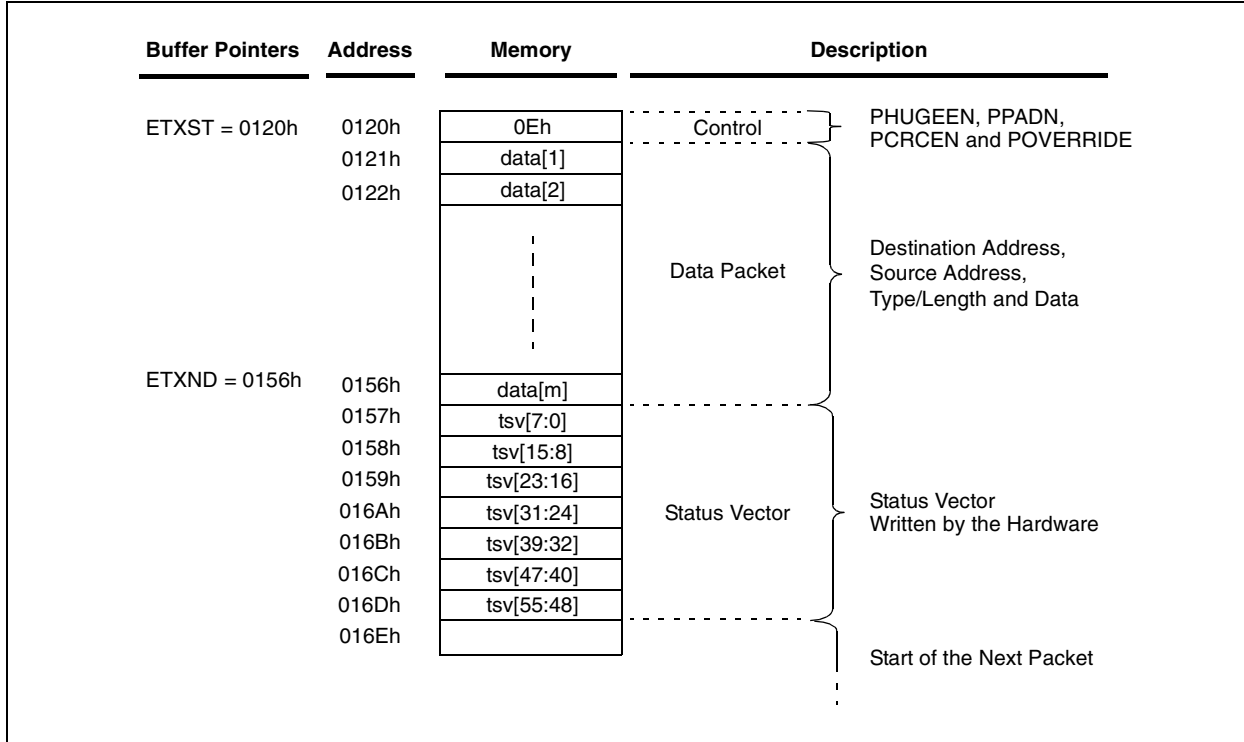 Buffer Pointers Address Memory Description
ETXST = 0120h 0120h 0Eh Control PHUGEEN, PPADN,
PCRCEN and POVERRIDE
0121h data[1]
0122h data[2]
Data Packet Destination Address,
Source Address,
Type/Length and Data
ETXND = 0156h 0156h data[m]
0157h tsv[7:0]
0158h tsv[15:8]
0159h tsv[23:16]
016Ah tsv[31:24] Status Vector Status Vector
Written by the Hardware
016Bh tsv[39:32]
016Ch tsv[47:40]
016Dh tsv[55:48]
016Eh
Start of the Next Packet